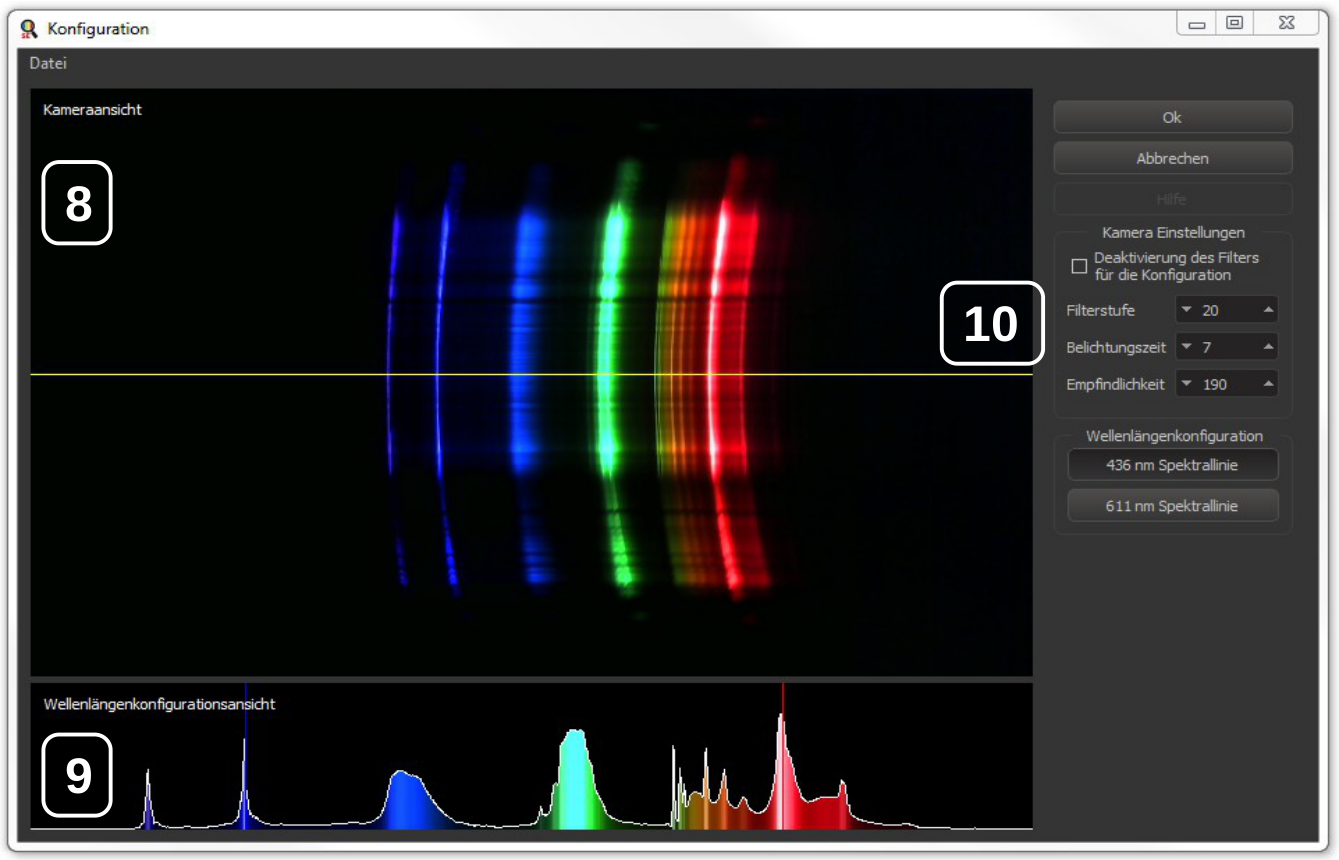 Konfiguration
Datei
Kameraansicht
8
Ok
Abbrechen
Hilfe
Kamera Einstellungen
Deaktivierung des Filters
für die Konfiguration
10
Filterstufe 20
Belichtungszeit 7
Empfindlichkeit 190
Wellenlängenkonfiguration
436 nm Spektrallinie
611 nm Spektrallinie
Wellenlängenkonfigurationsansicht
9